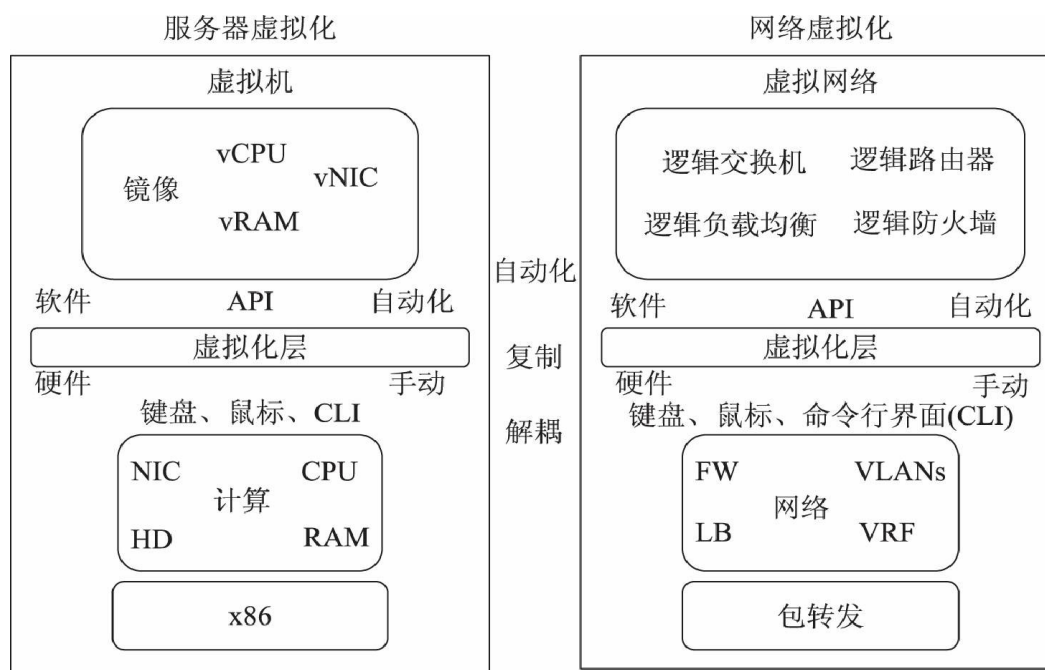 服务器虚拟化
虚拟机
vCPU
镜像
vNIC
vRAM
软件 API 自动化
虚拟化层
硬件 手动
键盘、鼠标、CLI
NIC CPU
计算
HD RAM
x86
自动化
复制
解耦
网络虚拟化
虚拟网络
逻辑交换机 逻辑路由器
逻辑负载均衡 逻辑防火墙
软件 API 自动化
虚拟化层
硬件 手动
键盘、鼠标、命令行界面(CLI)
FW VLANs
网络
LB VRF
包转发